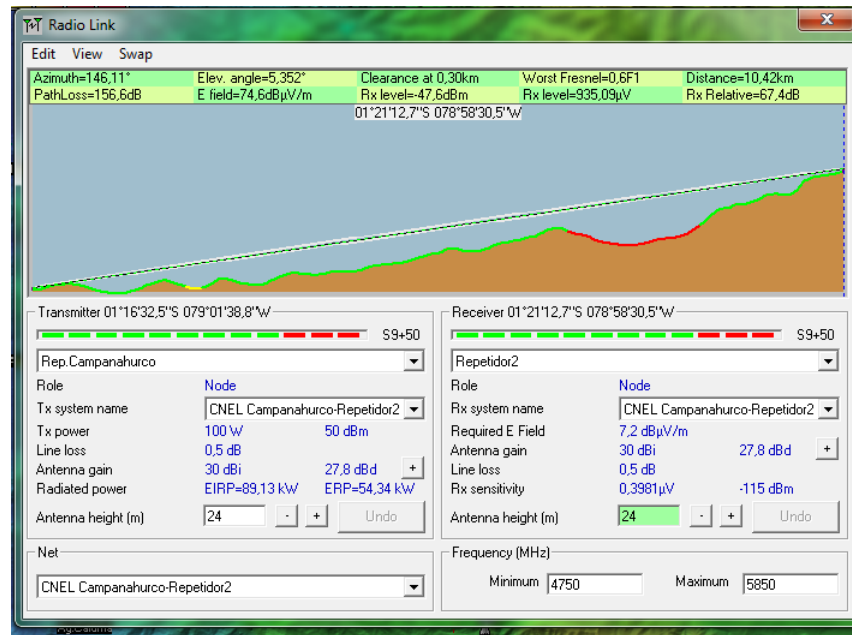 Radio Link
Edit View Swap
Azimuth=146,11° Elev. angle=5,352° Clearance at 0,30km Worst Fresnel=0,6F1 Distance=10,42km
PathLoss=156,6dB E field=74,6dBµV/m Rx level=-47,6dBm Rx level=935,09µV Rx Relative=67,4dB
01°21'12,7''S 078°58'30,5''W
Transmitter 01°16'32,5''S 079°01'38,8''W
S9+50
Rep.Campanahurco
Role Node
Tx system name CNEL Campanahurco-Repetidor2
Tx power 100 W 50 dBm
Line loss 0,5 dB
Antenna gain 30 dBi 27,8 dBd +
Radiated power EIRP=89,13 kW ERP=54,34 kW
Antenna height (m) 24 - + Undo
Net
CNEL Campanahurco-Repetidor2
Receiver 01°21'12,7''S 078°58'30,5''W
S9+50
Repetidor2
Role Node
Rx system name CNEL Campanahurco-Repetidor2
Required E Field 7,2 dBµV/m
Antenna gain 30 dBi 27,8 dBd +
Line loss 0,5 dB
Rx sensitivity 0,3981µV -115 dBm
Antenna height (m) 24 - + Undo
Frequency (MHz)
Minimum 4750 Maximum 5850